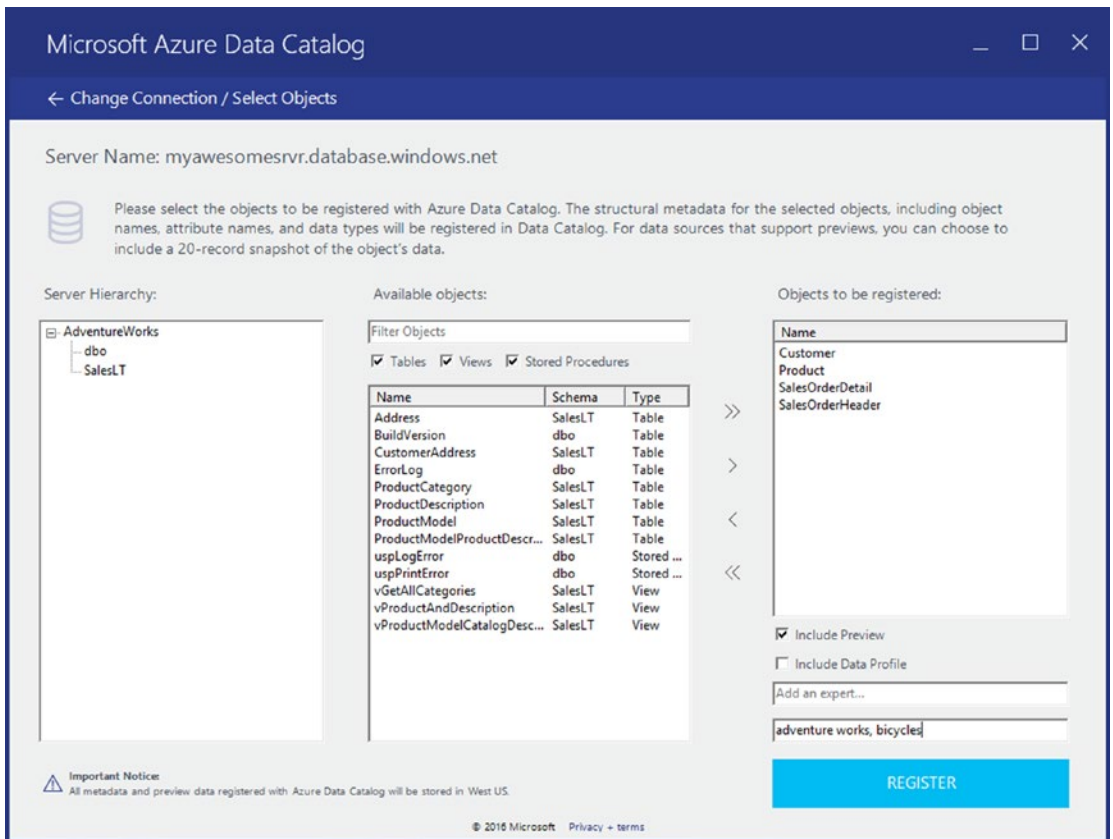 Microsoft Azure Data Catalog
← Change Connection / Select Objects
Server Name: myawesomesrvr.database.windows.net
Please select the objects to be registered with Azure Data Catalog. The structural metadata for the selected objects, including object
names, attribute names, and data types will be registered in Data Catalog. For data sources that support previews, you can choose to
include a 20-record snapshot of the object's data.
Server Hierarchy:
AdventureWorks
dbo
SalesLT
Available objects:
Filter Objects
Tables Views Stored Procedures
Name Schema Type
Address SalesLT Table
BuildVersion dbo Table
CustomerAddress SalesLT Table
ErrorLog dbo Table
ProductCategory SalesLT Table
ProductDescription SalesLT Table
ProductModel SalesLT Table
ProductModelProductDescr... SalesLT Table
uspLogError dbo Stored ...
uspPrintError dbo Stored ...
vGetAllCategories SalesLT View
vProductAndDescription SalesLT View
vProductModelCatalogDesc... SalesLT View
Objects to be registered:
Name
Customer
Product
SalesOrderDetail
SalesOrderHeader
Include Preview
Include Data Profile
Add an expert...
adventure works, bicycles
REGISTER
Important Notice:
All metadata and preview data registered with Azure Data Catalog will be stored in West US.
© 2016 Microsoft Privacy + terms